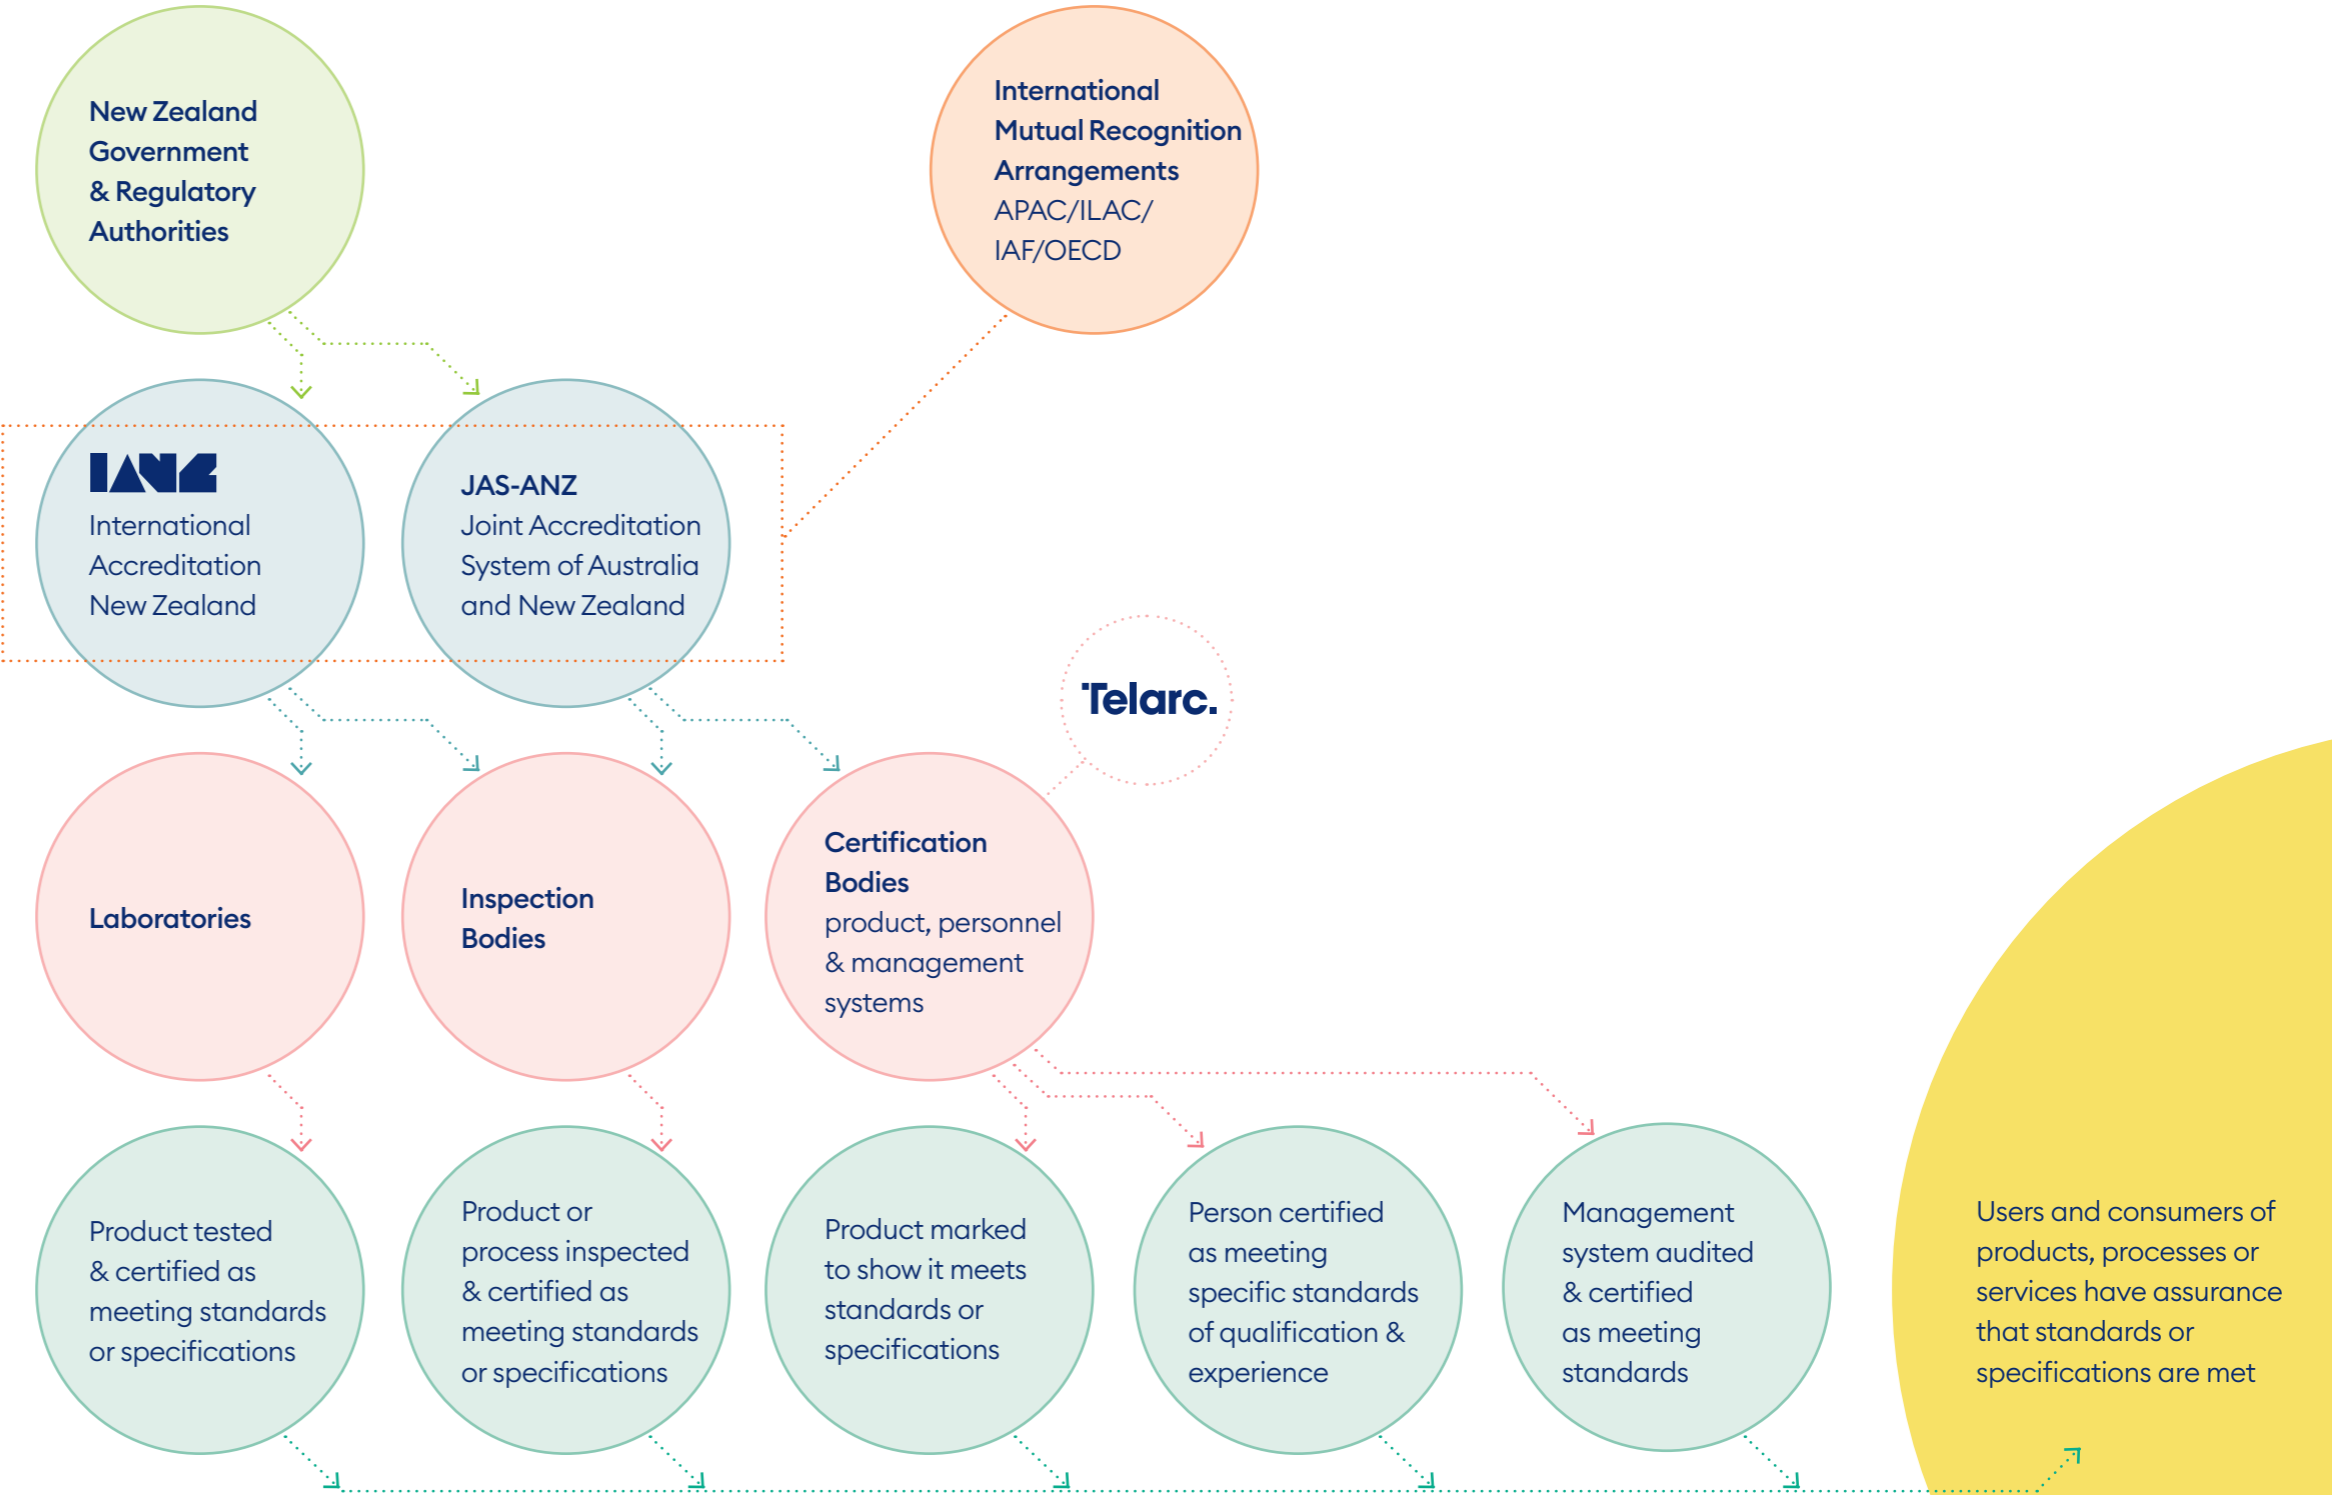 New Zealand
Government
& Regulatory
Authorities
International
Mutual Recognition
Arrangements
APAC/ILAC/
IAF/OECD
IANZ
International
Accreditation
New Zealand
JAS-ANZ
Joint Accreditation
System of Australia
and New Zealand
Telarc.
Laboratories
Inspection
Bodies
Certification
Bodies
product, personnel
& management
systems
Product tested
& certified as
meeting standards
or specifications
Product or
process inspected
& certified as
meeting standards
or specifications
Product marked
to show it meets
standards or
specifications
Person certified
as meeting
specific standards
of qualification &
experience
Management
system audited
& certified
as meeting
standards
Users and consumers of
products, processes or
services have assurance
that standards or
specifications are met